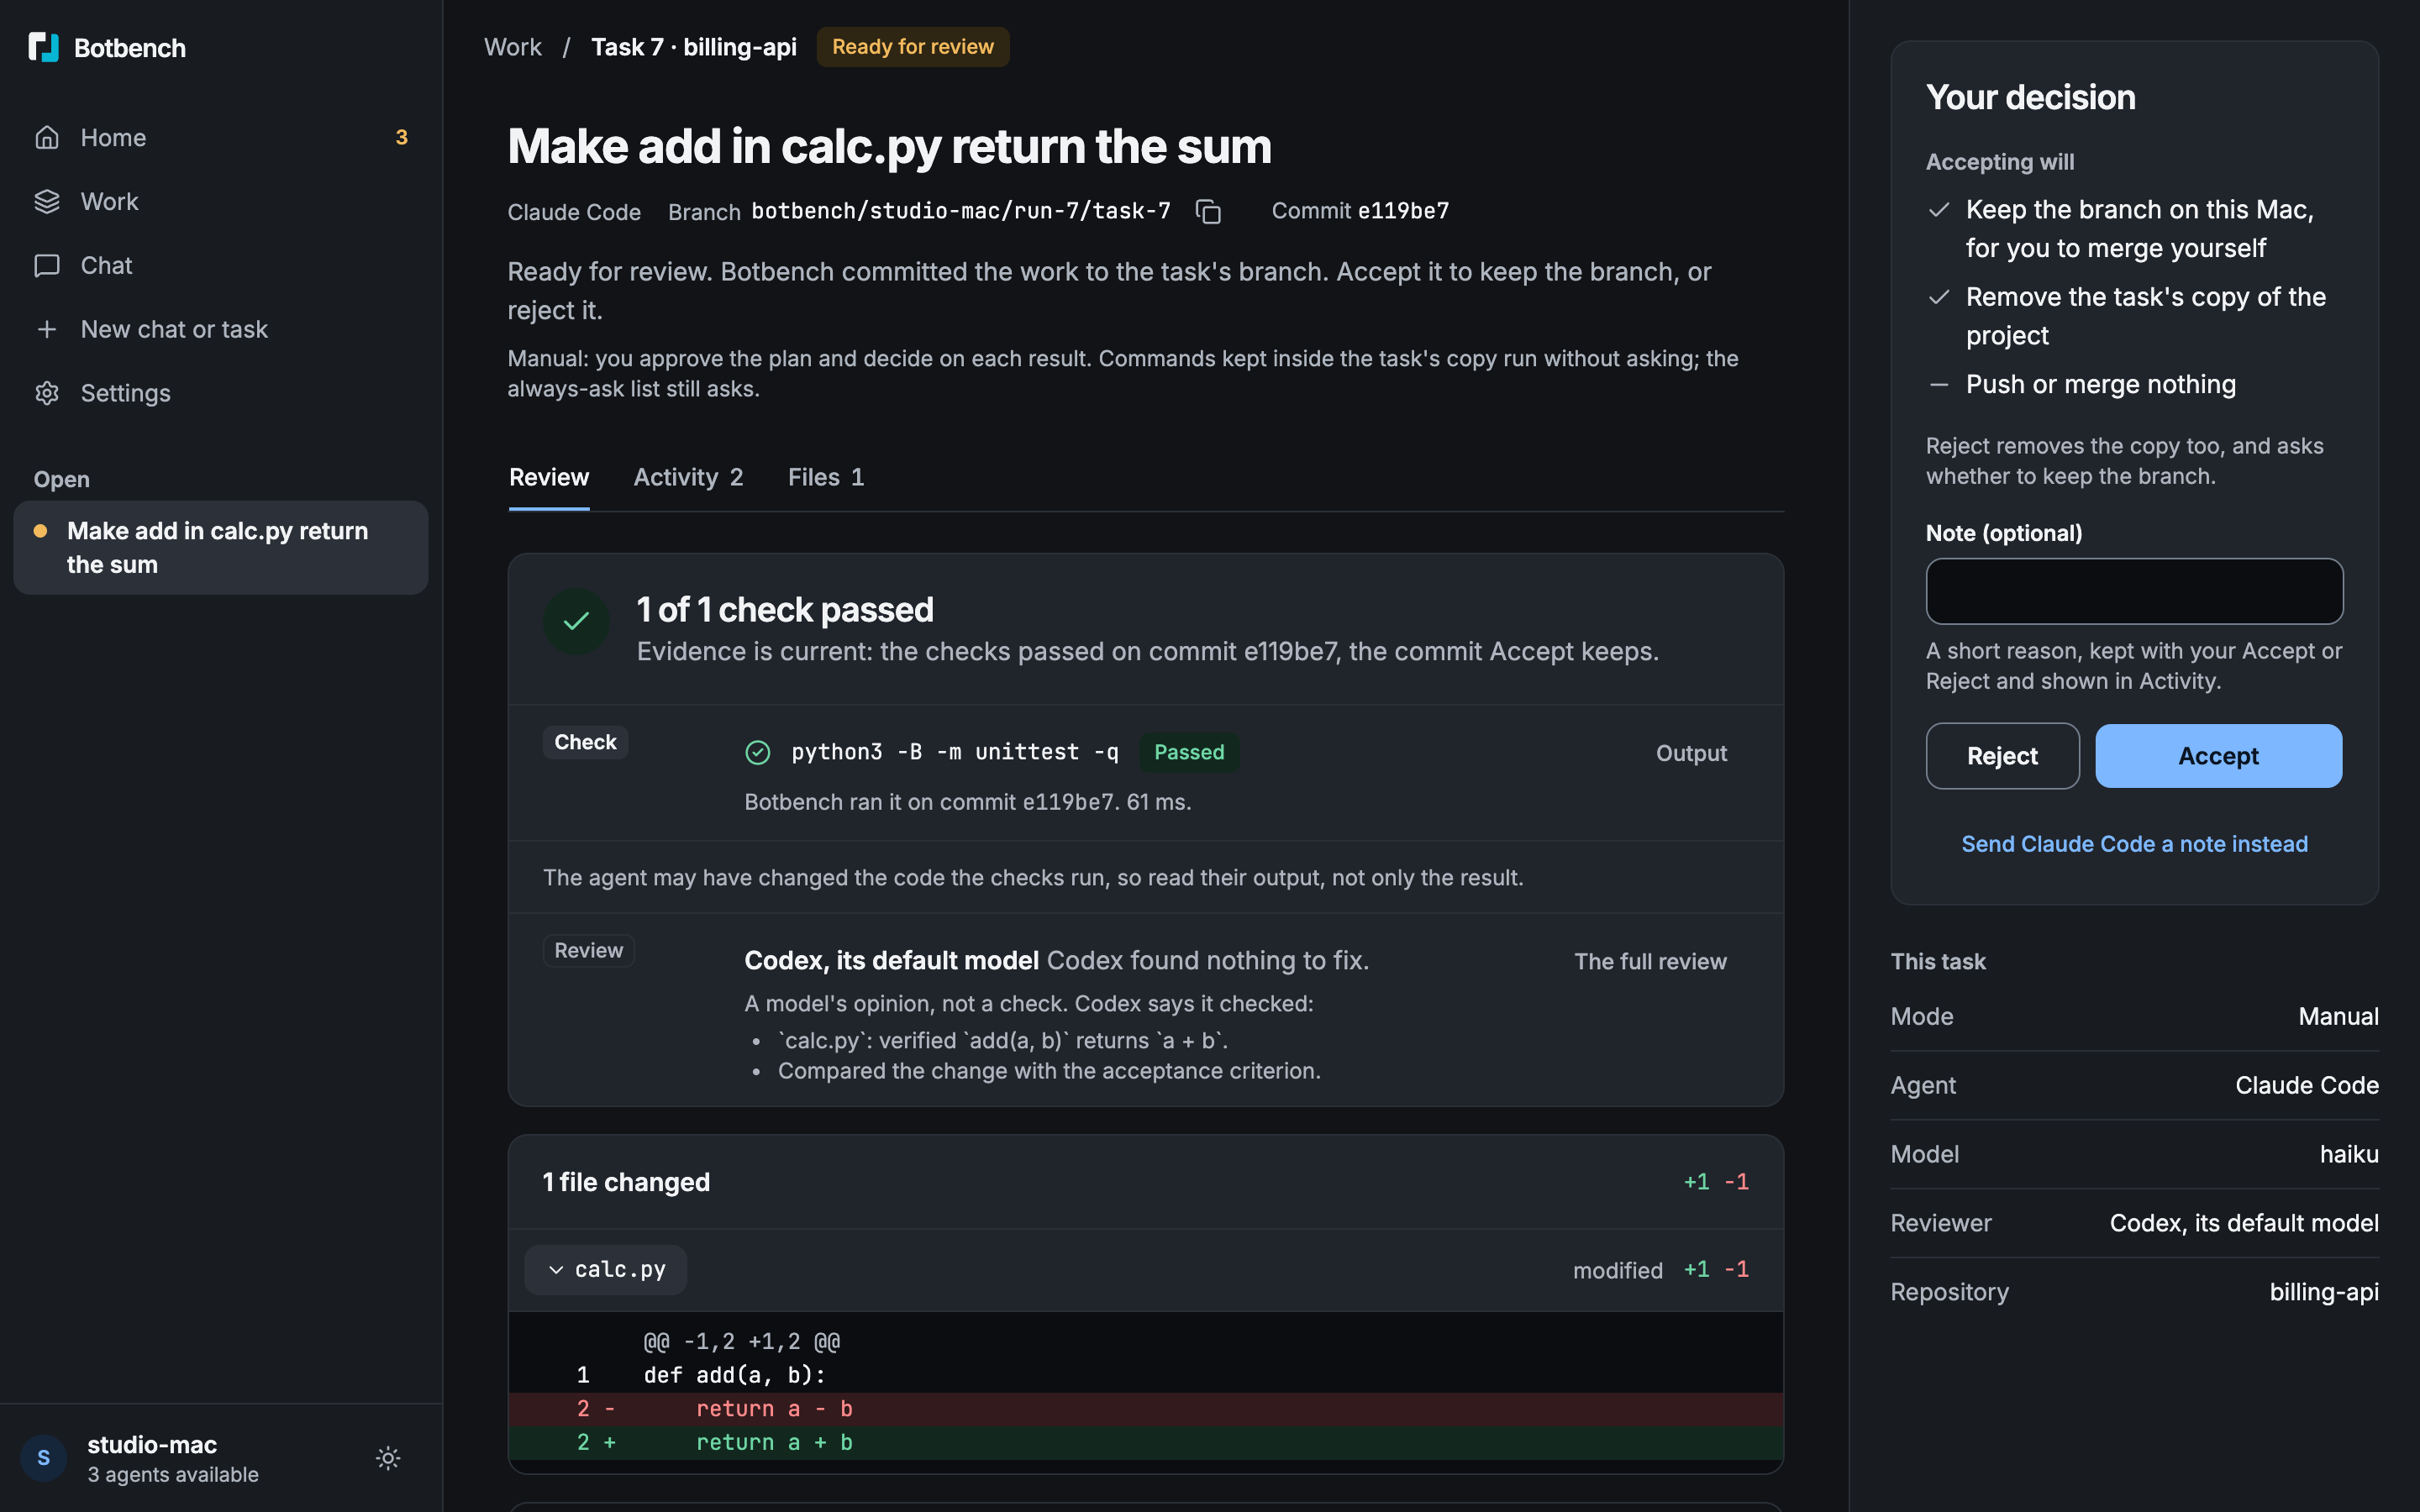 Botbench
Home 3
Work
Chat
New chat or task
Settings
Open
Make add in calc.py return
the sum
S
studio-mac
3 agents available
Work / Task 7 · billing-api Ready for review
Make add in calc.py return the sum
Claude Code Branch botbench/studio-mac/run-7/task-7 Commit e119be7
Ready for review. Botbench committed the work to the task's branch. Accept it to keep the branch, or
reject it.
Manual: you approve the plan and decide on each result. Commands kept inside the task's copy run without asking; the
always-ask list still asks.
Review Activity 2 Files 1
1 of 1 check passed
Evidence is current: the checks passed on commit e119be7, the commit Accept keeps.
Check python3 -B -m unittest -q Passed Output
Botbench ran it on commit e119be7. 61 ms.
The agent may have changed the code the checks run, so read their output, not only the result.
Review Codex, its default model Codex found nothing to fix. The full review
A model's opinion, not a check. Codex says it checked:
• `calc.py`: verified `add(a, b)` returns `a + b`.
• Compared the change with the acceptance criterion.
1 file changed +1 -1
calc.py modified +1 -1
@@ -1,2 +1,2 @@
1 def add(a, b):
2 - return a - b
2 + return a + b
Your decision
Accepting will
Keep the branch on this Mac,
for you to merge yourself
Remove the task's copy of the
project
Push or merge nothing
Reject removes the copy too, and asks
whether to keep the branch.
Note (optional)
A short reason, kept with your Accept or
Reject and shown in Activity.
Reject Accept
Send Claude Code a note instead
This task
Mode Manual
Agent Claude Code
Model haiku
Reviewer Codex, its default model
Repository billing-api